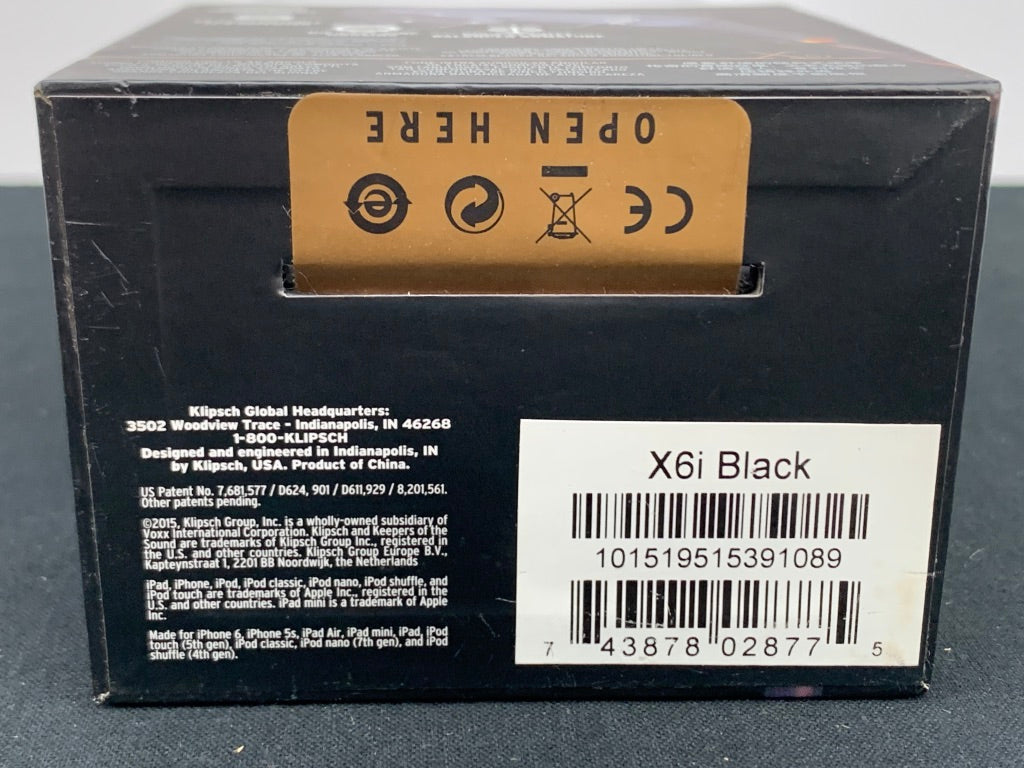 OPEN HERE
CE
Klipsch Global Headquarters:
3502 Woodview Trace - Indianapolis, IN 46268
1-800-KLIPSCH
Designed and engineered in Indianapolis, IN
by Klipsch, USA. Product of China.
US Patent No. 7,681,577 / D624, 901 / D611,929 / 8,201,561.
Other patents pending.
©2015, Klipsch Group, Inc. is a wholly-owned subsidiary of
Voxx International Corporation. Klipsch and Keepers of the
Sound are trademarks of Klipsch Group Inc., registered in
the U.S. and other countries. Klipsch Group Europe B.V.,
Kapteynstraat 1, 2201 BB Noordwijk, the Netherlands
iPad, iPhone, iPod, iPod classic, iPod nano, iPod shuffle, and
iPod touch are trademarks of Apple Inc., registered in the
U.S. and other countries. iPad mini is a trademark of Apple
Inc.
Made for iPhone 6, iPhone 5s, iPad Air, iPad mini, iPad, iPod
touch (5th gen), iPod classic, iPod nano (7th gen), and iPod
shuffle (4th gen).
X6i Black
101519515391089
7 43878 02877 5